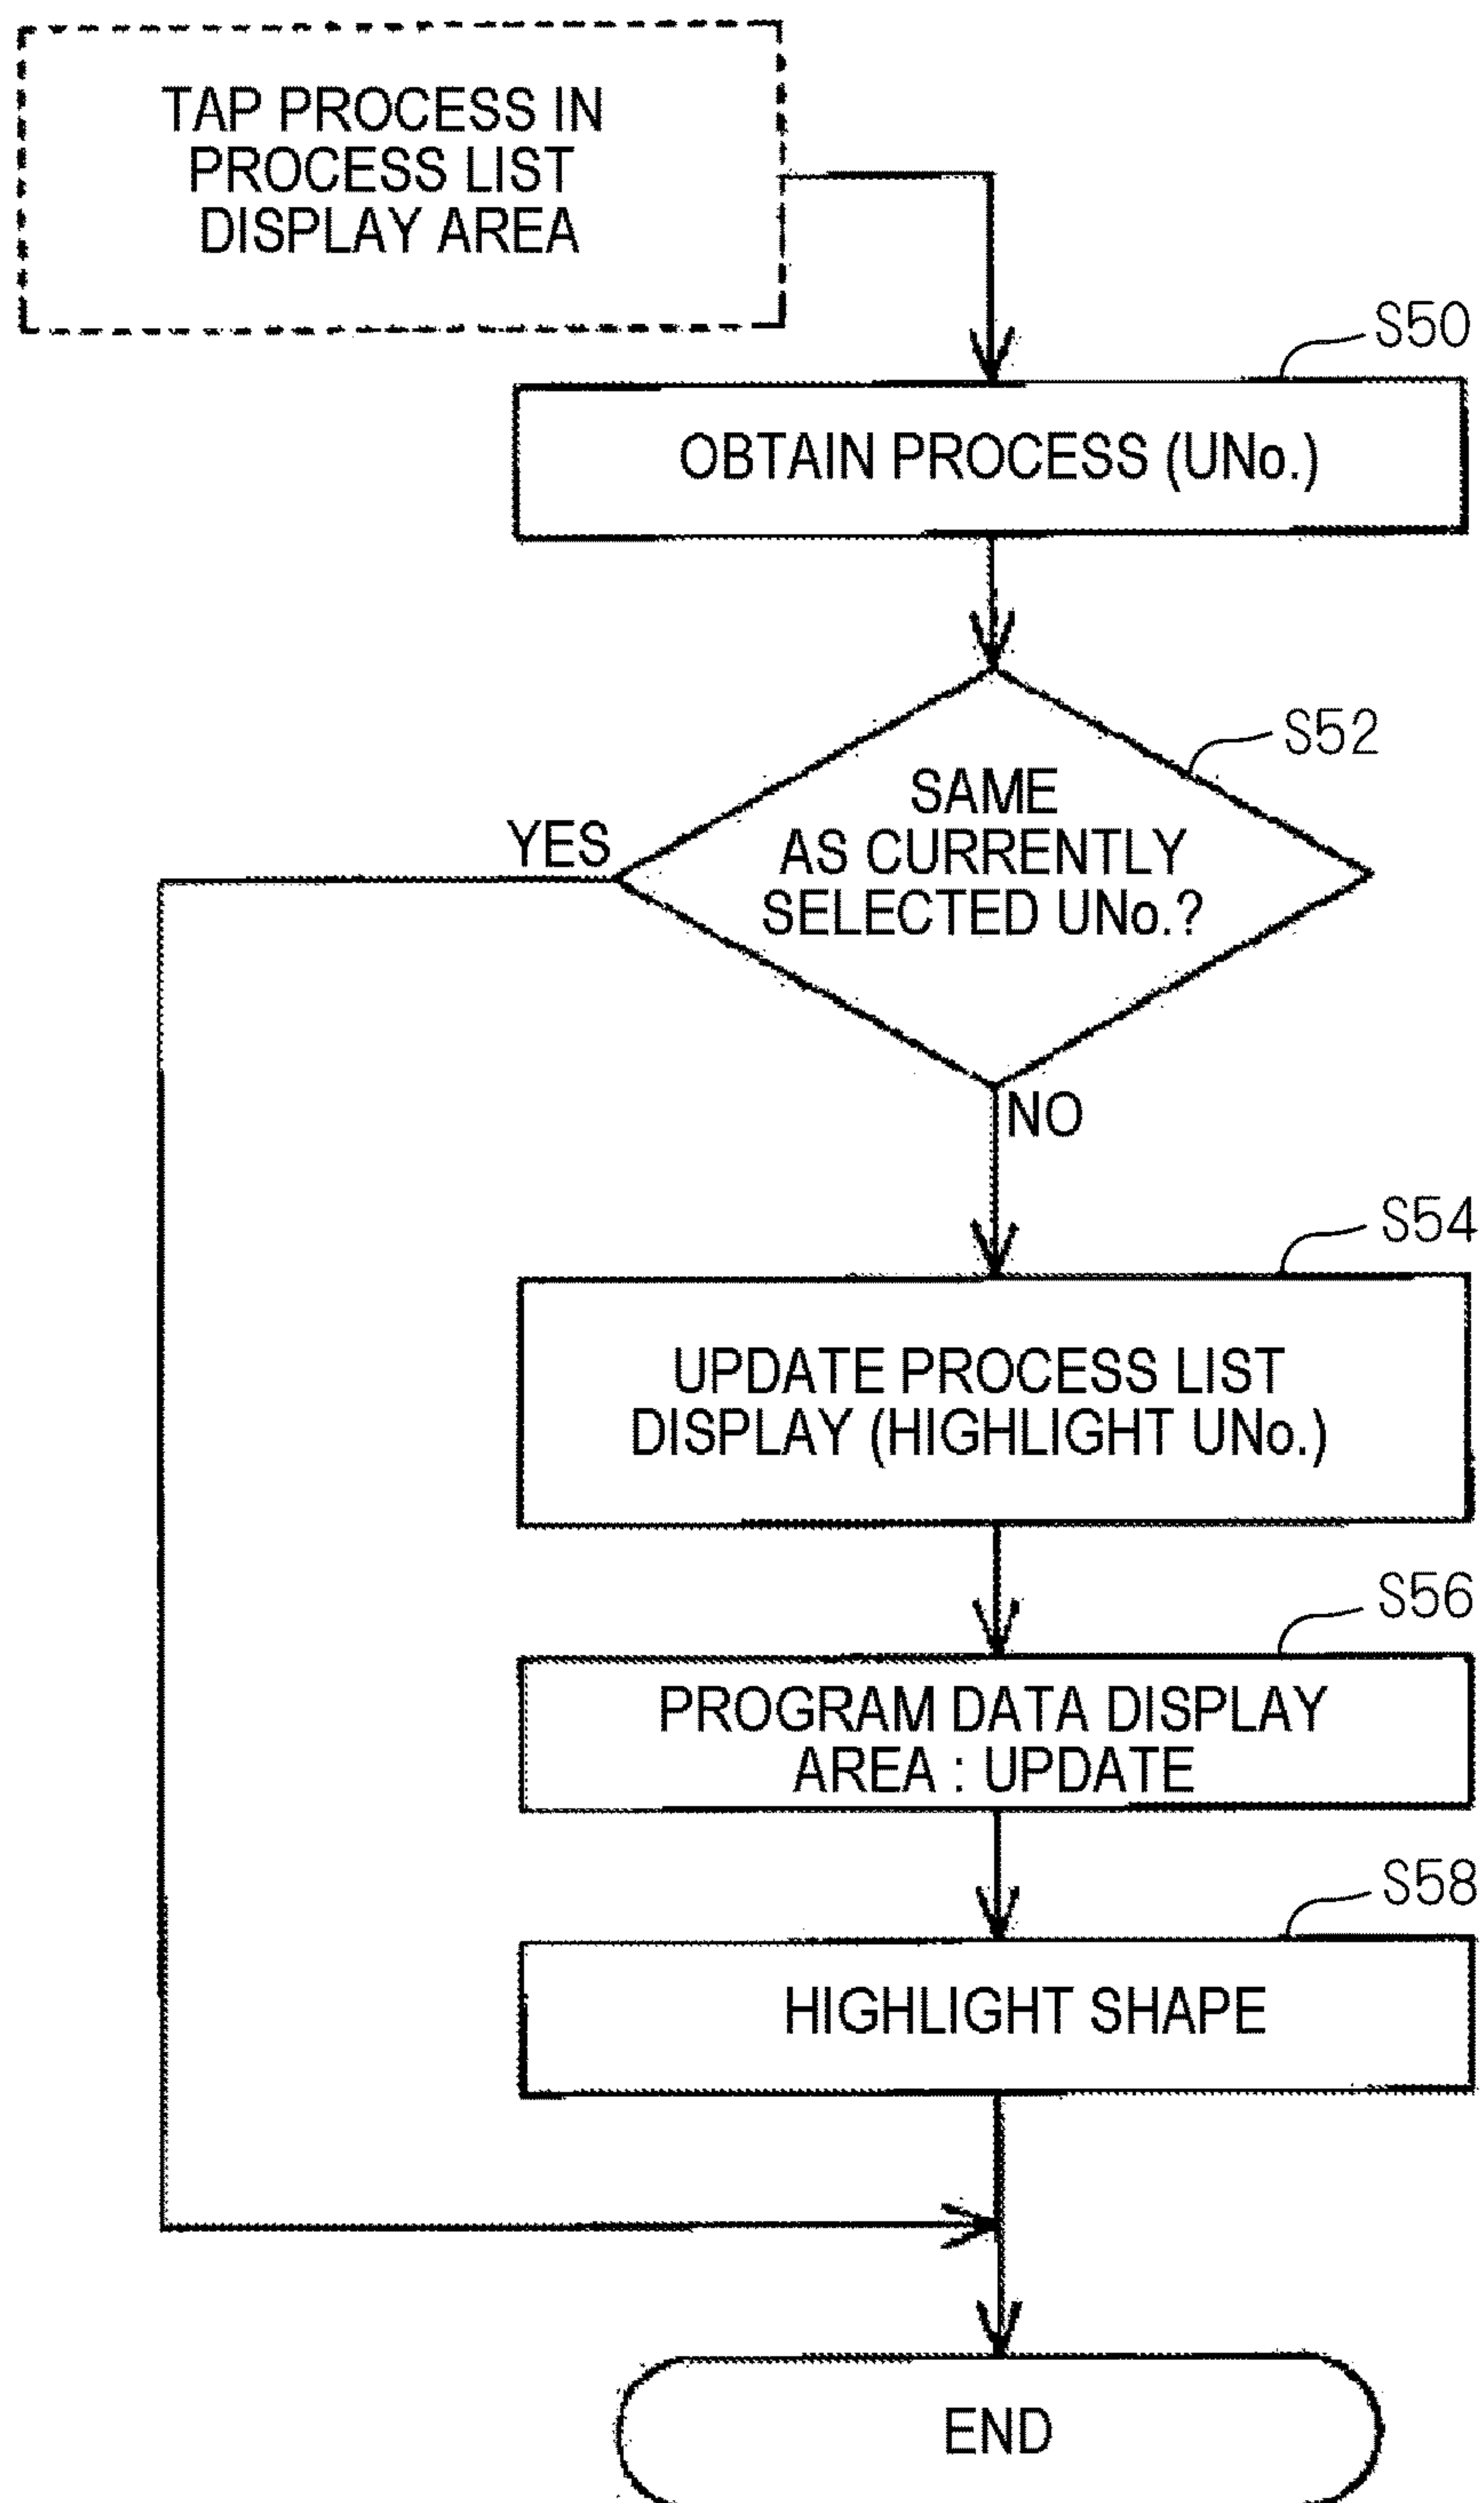 TAP PROCESS IN
PROCESS LIST
DISPLAY AREA
S50
OBTAIN PROCESS (UNo.)
S52
SAME
AS CURRENTLY
SELECTED UNo.?
YES
NO
S54
UPDATE PROCESS LIST
DISPLAY (HIGHLIGHT UNo.)
S56
PROGRAM DATA DISPLAY
AREA : UPDATE
S58
HIGHLIGHT SHAPE
END